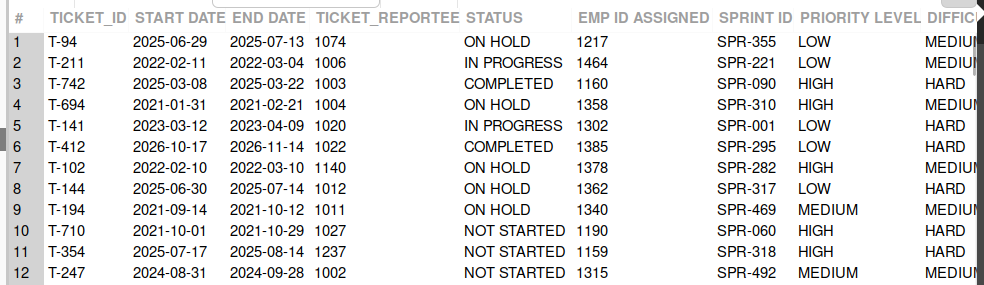 # TICKET_ID START DATE END DATE TICKET_REPORTEE STATUS EMP ID ASSIGNED SPRINT ID PRIORITY LEVEL DIFFIC
1 T-94 2025-06-29 2025-07-13 1074 ON HOLD 1217 SPR-355 LOW MEDIUM
2 T-211 2022-02-11 2022-03-04 1006 IN PROGRESS 1464 SPR-221 LOW MEDIUM
3 T-742 2025-03-08 2025-03-22 1003 COMPLETED 1160 SPR-090 HIGH HARD
4 T-694 2021-01-31 2021-02-21 1004 ON HOLD 1358 SPR-310 HIGH MEDIUM
5 T-141 2023-03-12 2023-04-09 1020 IN PROGRESS 1302 SPR-001 LOW HARD
6 T-412 2026-10-17 2026-11-14 1022 COMPLETED 1385 SPR-295 LOW HARD
7 T-102 2022-02-10 2022-03-10 1140 ON HOLD 1378 SPR-282 HIGH MEDIUM
8 T-144 2025-06-30 2025-07-14 1012 ON HOLD 1362 SPR-317 LOW HARD
9 T-194 2021-09-14 2021-10-12 1011 ON HOLD 1340 SPR-469 MEDIUM MEDIUM
10 T-710 2021-10-01 2021-10-29 1027 NOT STARTED 1190 SPR-060 HIGH HARD
11 T-354 2025-07-17 2025-08-14 1237 NOT STARTED 1159 SPR-318 HIGH HARD
12 T-247 2024-08-31 2024-09-28 1002 NOT STARTED 1315 SPR-492 MEDIUM MEDIUM